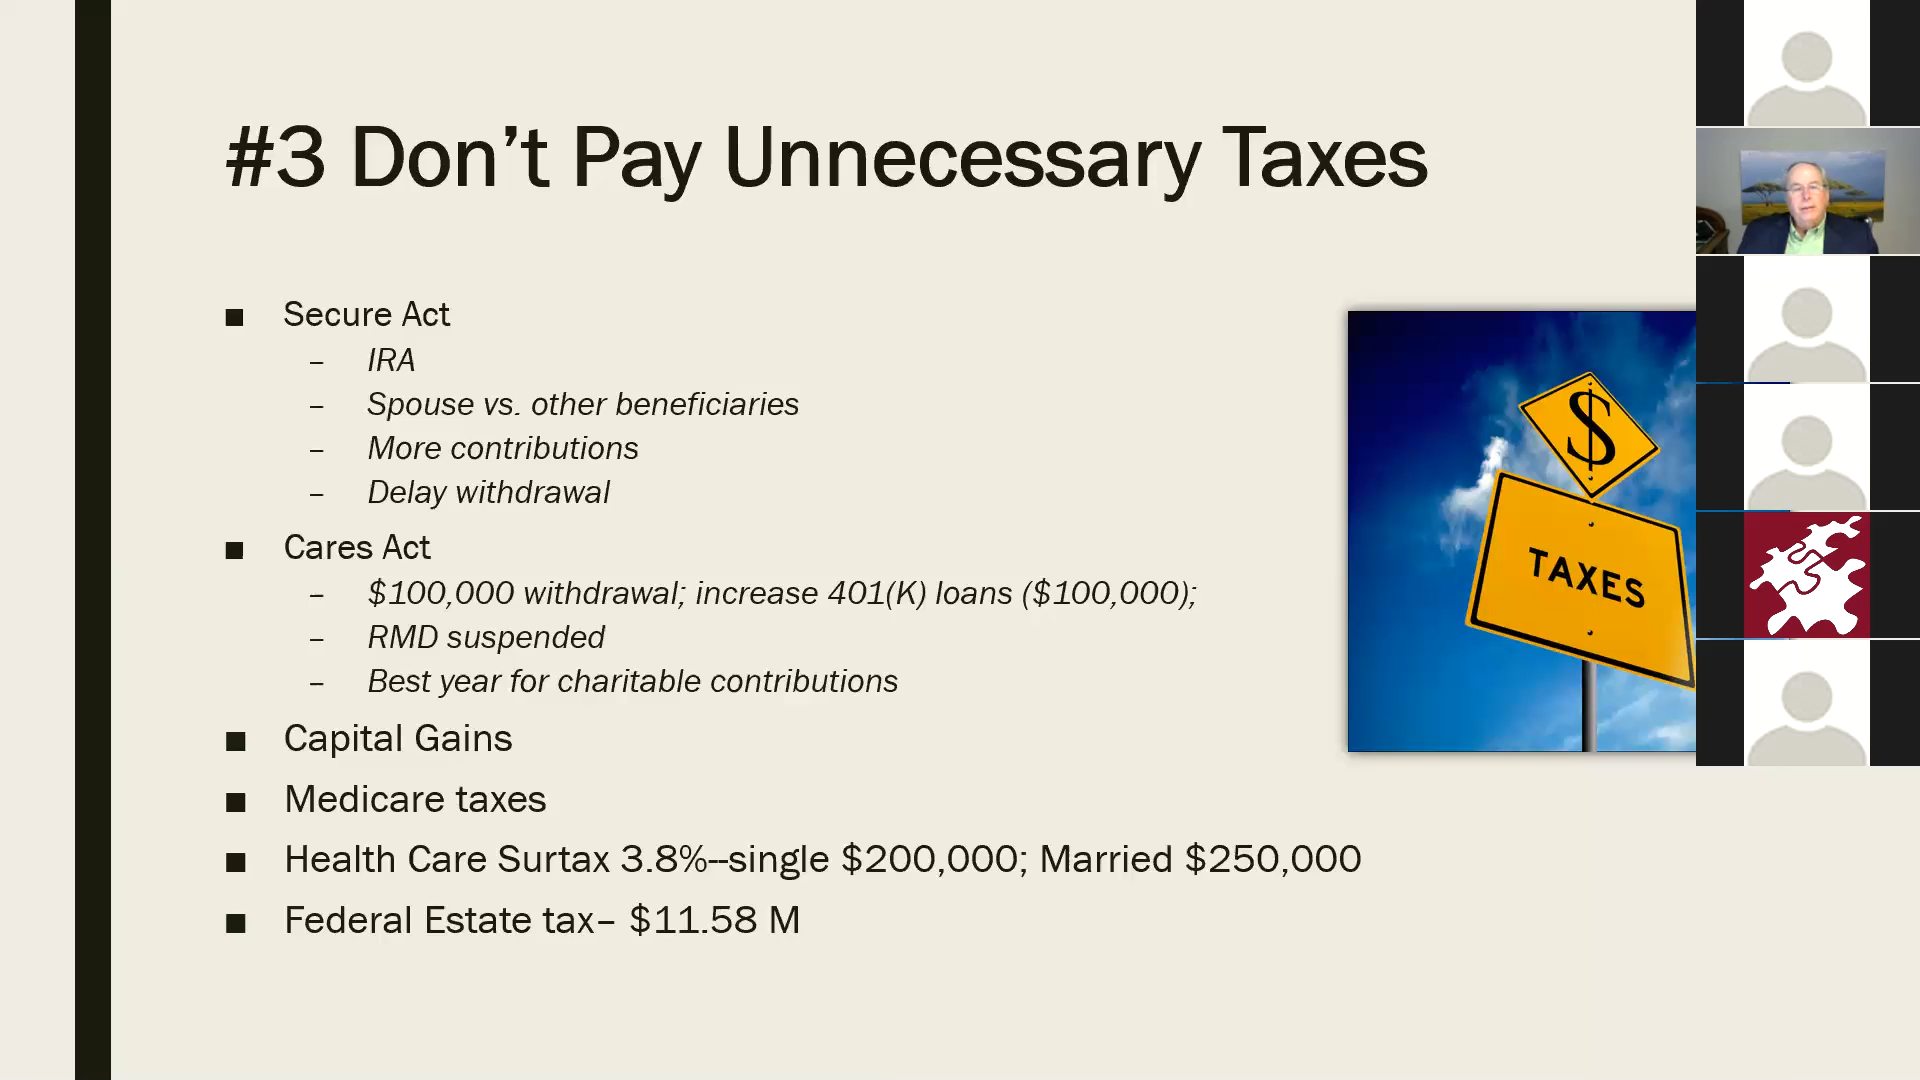 #3 Don’t Pay Unnecessary Taxes
■ Secure Act
– IRA
– Spouse vs. other beneficiaries
– More contributions
– Delay withdrawal
■ Cares Act
– $100,000 withdrawal; increase 401(K) loans ($100,000);
– RMD suspended
– Best year for charitable contributions
■ Capital Gains
■ Medicare taxes
■ Health Care Surtax 3.8%--single $200,000; Married $250,000
■ Federal Estate tax– $11.58 M
$
TAXES